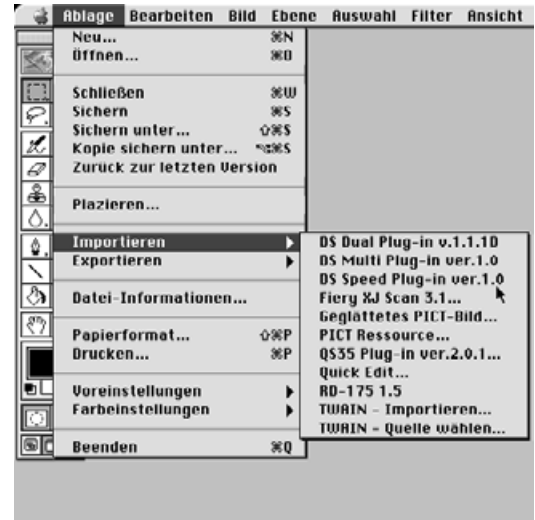 Ablage Bearbeiten Bild Ebene Auswahl Filter Ansicht
Neu... ⌘N
Öffnen... ⌘O
Schließen ⌘W
Sichern ⌘S
Sichern unter... ⇧⌘S
Kopie sichern unter... ⌥⌘S
Zurück zur letzten Version
Plazieren...
Importieren
Exportieren
Datei-Informationen...
Papierformat... ⇧⌘P
Drucken... ⌘P
Voreinstellungen
Farbeinstellungen
Beenden ⌘Q
DS Dual Plug-in v.1.1.1D
DS Multi Plug-in ver.1.0
DS Speed Plug-in ver.1.0
Fiery XJ Scan 3.1...
Geglättetes PICT-Bild...
PICT Ressource...
QS35 Plug-in ver.2.0.1...
Quick Edit...
RD-175 1.5
TWAIN - Importieren...
TWAIN - Quelle wählen...